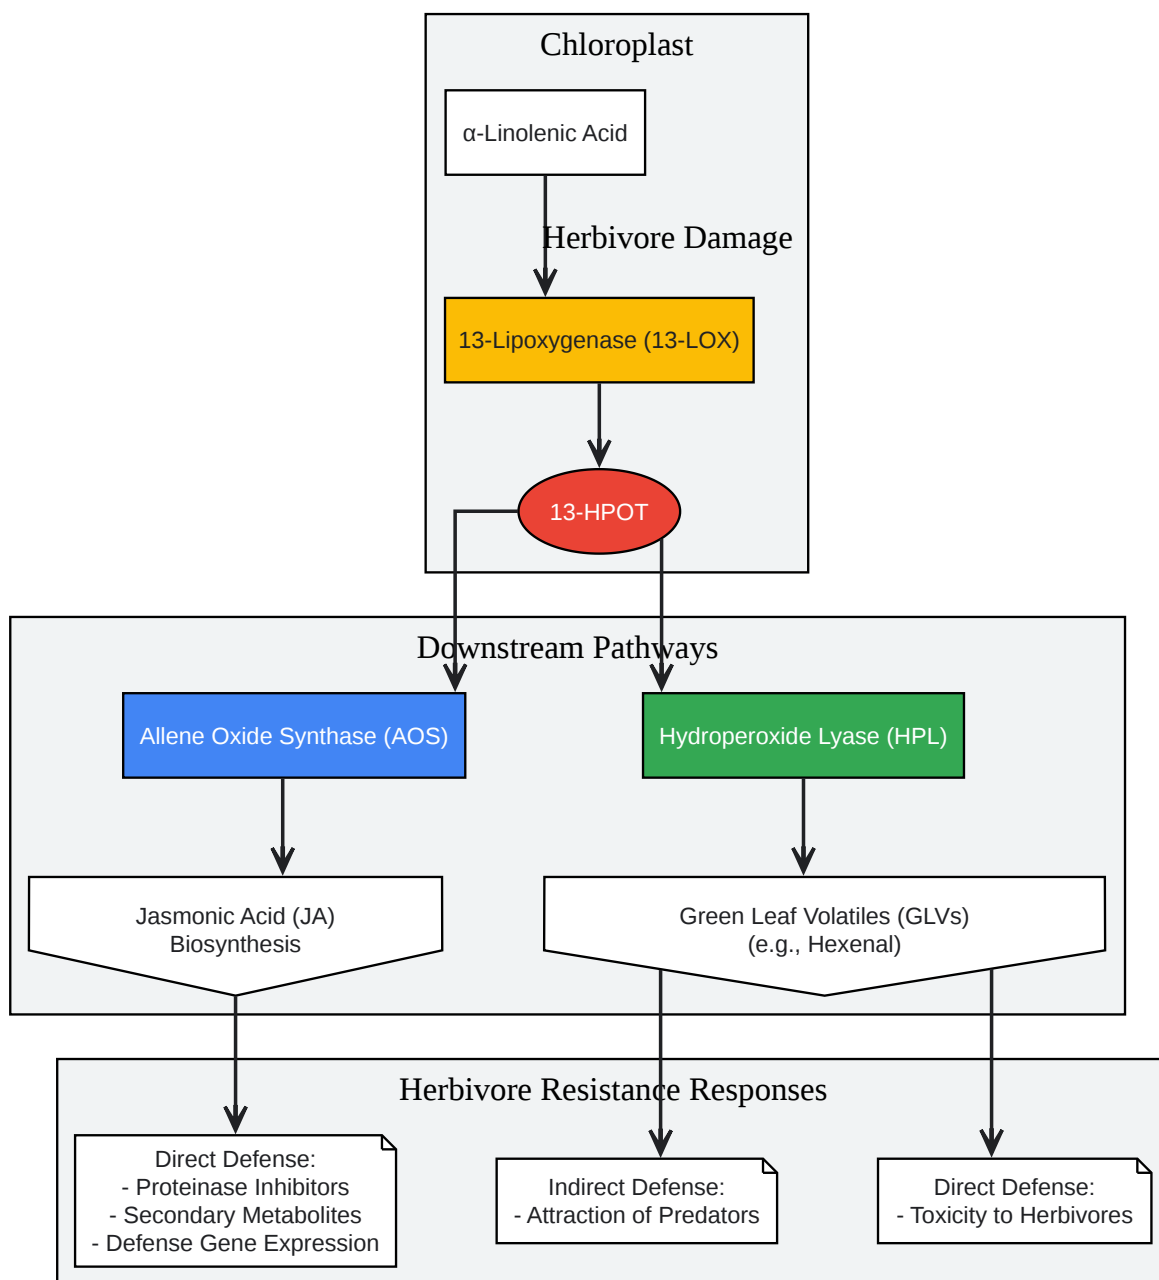 Chloroplast
α-Linolenic Acid
Herbivore Damage
13-Lipoxygenase (13-LOX)
13-HPOT
Downstream Pathways
Allene Oxide Synthase (AOS)
Hydroperoxide Lyase (HPL)
Jasmonic Acid (JA)
Biosynthesis
Green Leaf Volatiles (GLVs)
(e.g., Hexenal)
Herbivore Resistance Responses
Direct Defense:
- Proteinase Inhibitors
- Secondary Metabolites
- Defense Gene Expression
Indirect Defense:
- Attraction of Predators
Direct Defense:
- Toxicity to Herbivores